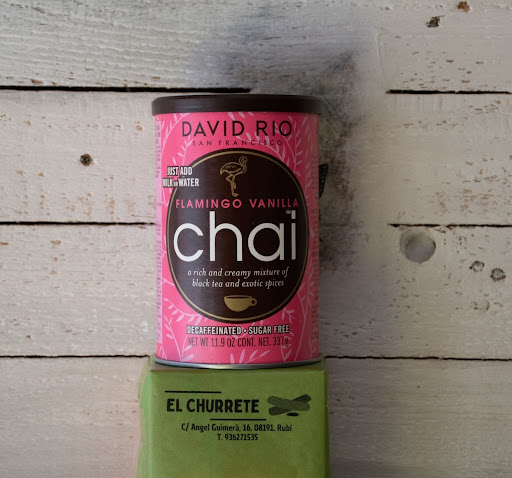 DAVID RIO
SAN FRANCISCO
JUST ADD
MILK OR WATER
FLAMINGO VANILLA
chai
a rich and creamy mixture of
black tea and exotic spices
DECAFFEINATED • SUGAR FREE
NET WT 11.9 OZ CONT. NET. 337g
EL CHURRETE
C/ Angel Guimerà, 16, 08191, Rubí
T. 936271535